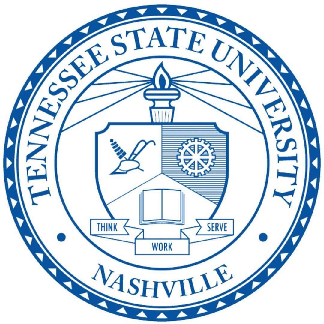 TENNESSEE STATE UNIVERSITY
THINK
WORK
SERVE
NASHVILLE